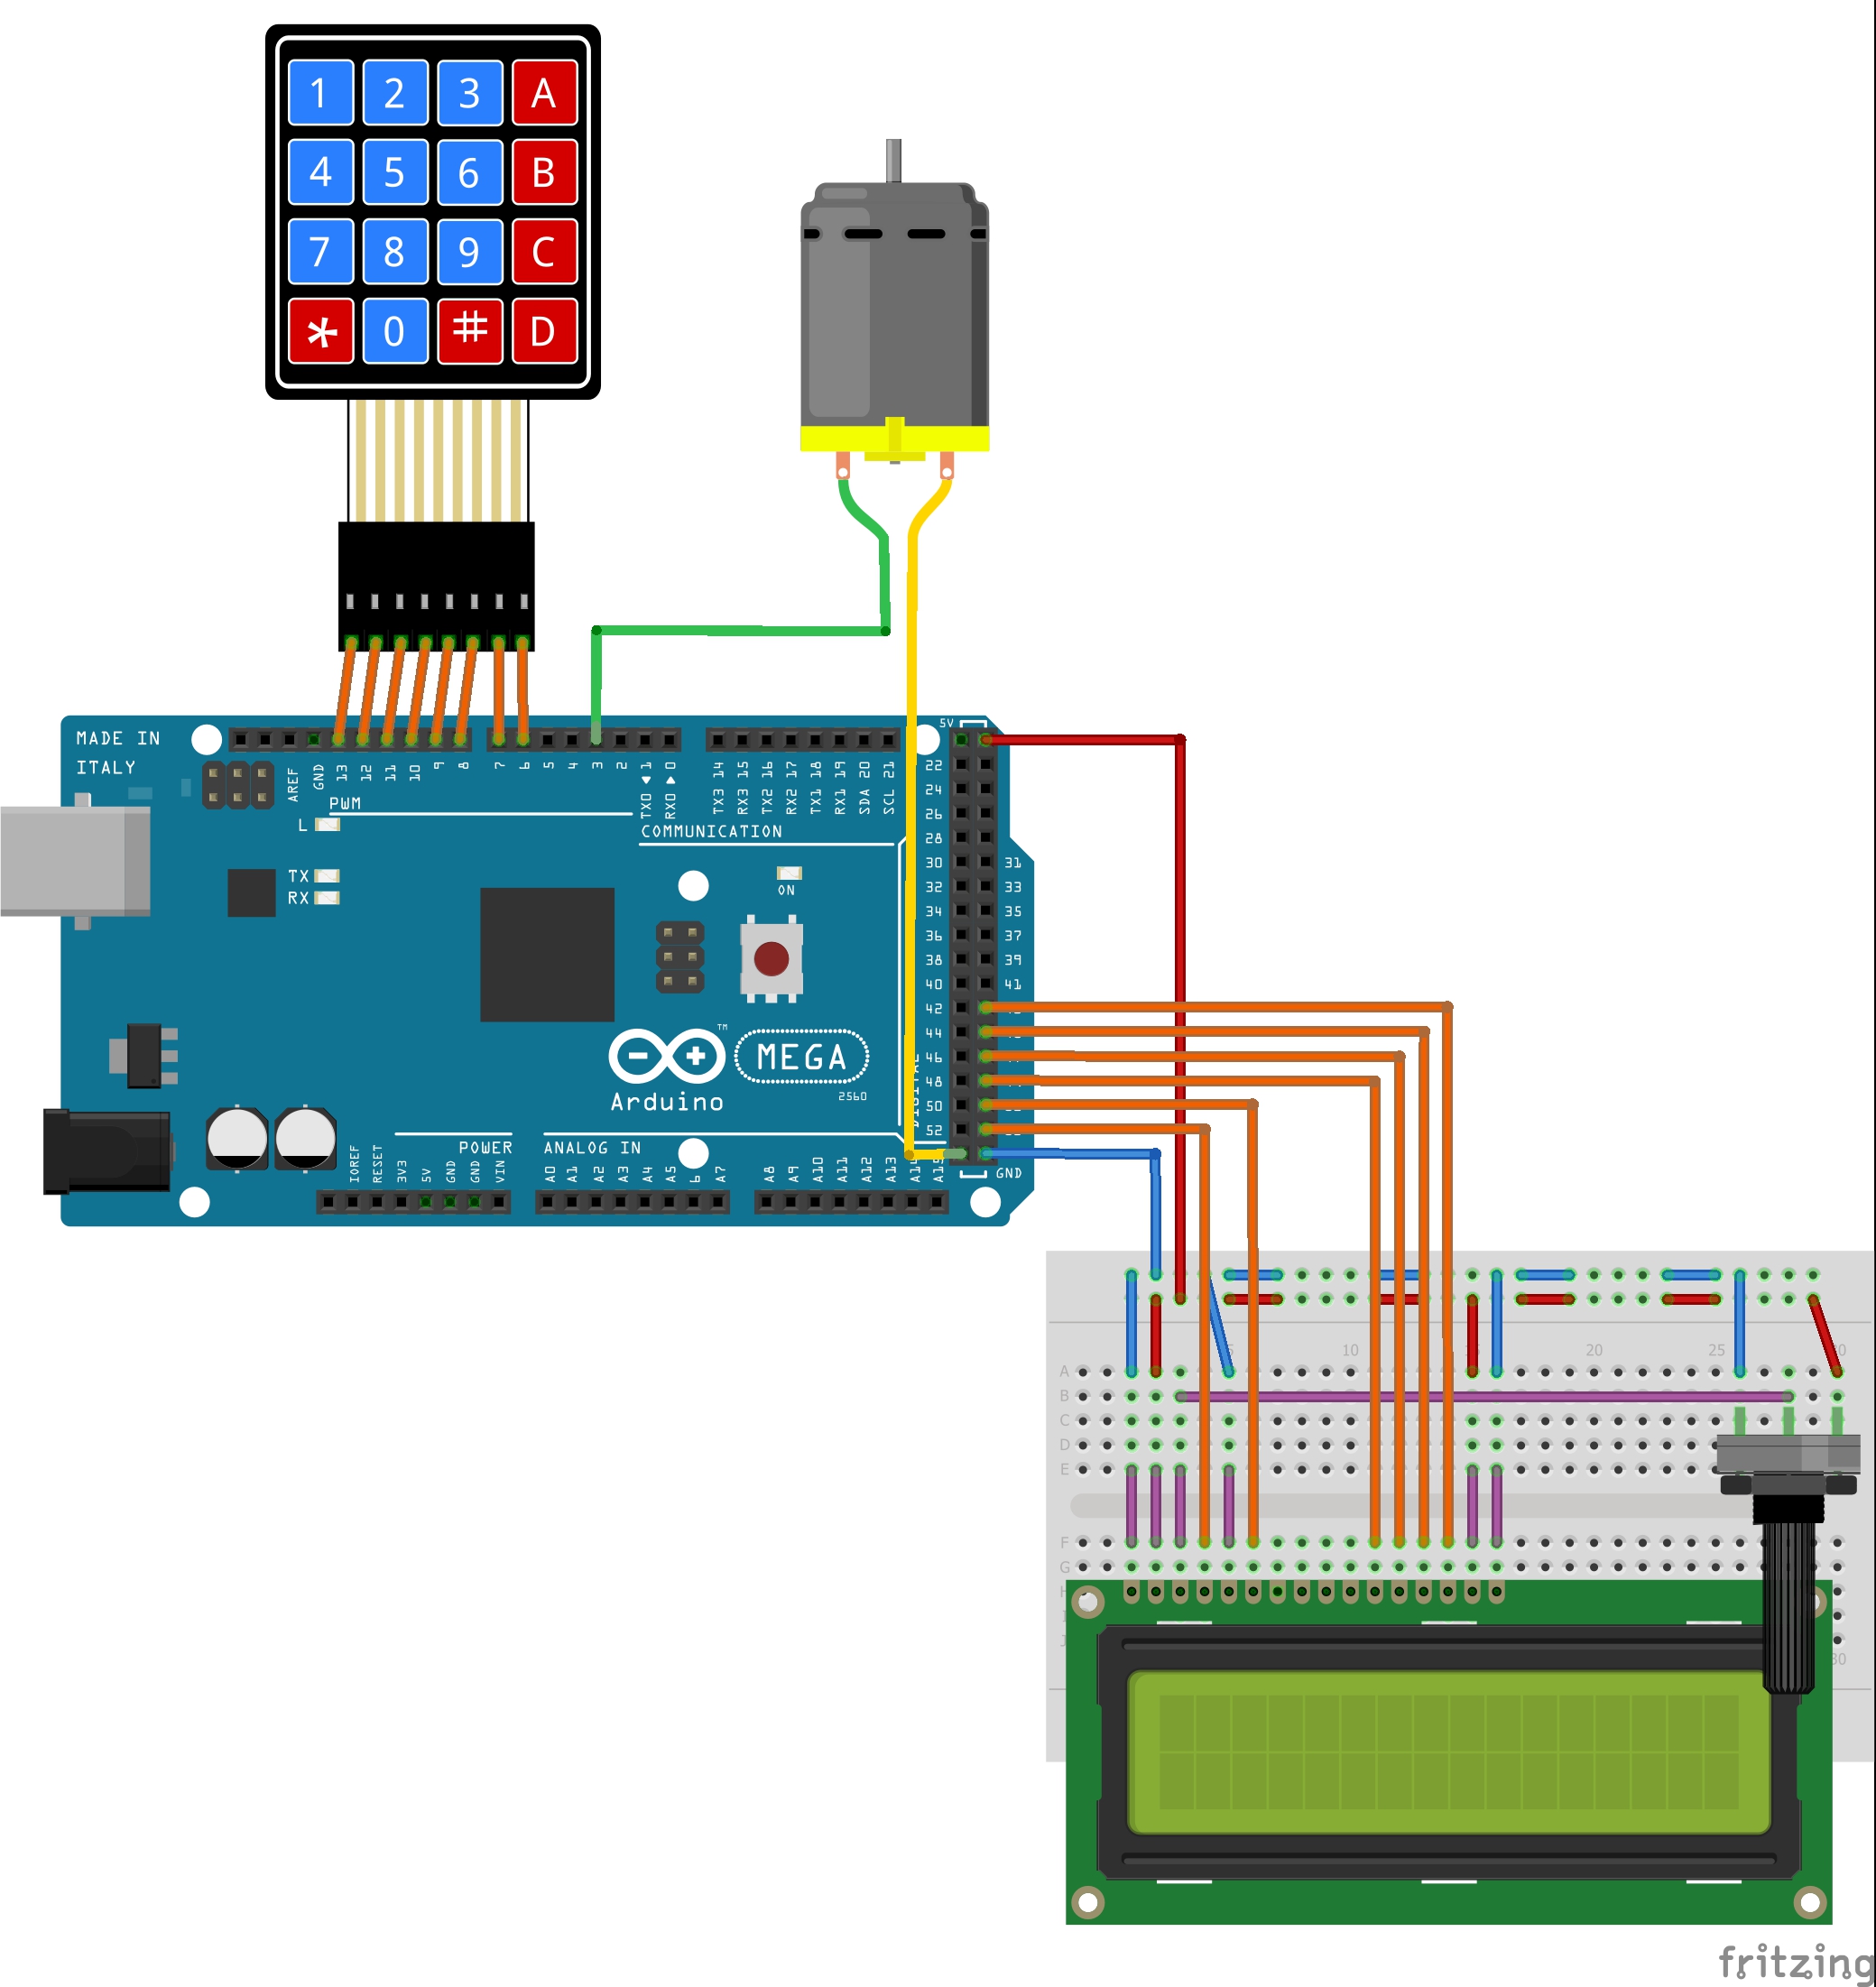 1 2 3 A
4 5 6 B
7 8 9 C
* 0 # D
MADE IN
ITALY
AREF
GND
13
12
11
10
9
8
7
6
5
4
3
2
TX0 1
RX0 0
TX3 14
RX3 15
TX2 16
RX2 17
TX1 18
RX1 19
SDA 20
SCL 21
5V
PWM
L
COMMUNICATION
TX
RX
ON
22
24
26
28
30 31
32 33
34 35
36 37
38 39
40 41
42
44
46
48
50
52
GND
TM
MEGA
2560
Arduino
POWER
ANALOG IN
IOREF
RESET
3V3
5V
GND
GND
VIN
A0
A1
A2
A3
A4
A5
A7
A8
A9
A10
A11
A12
A13
10
20
25
A
B
C
D
E
F
G
fritzing